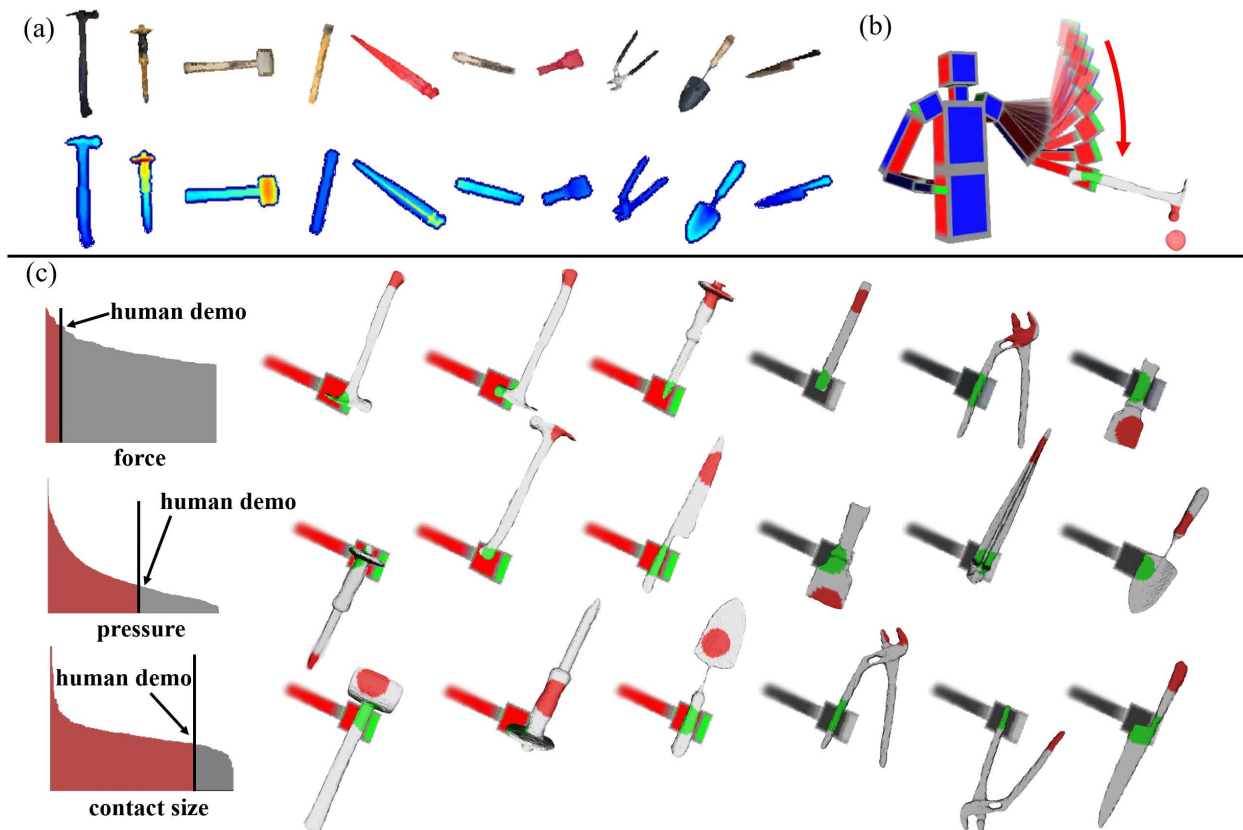 (a)
(b)
(c)
human demo
force
human demo
pressure
human demo
contact size